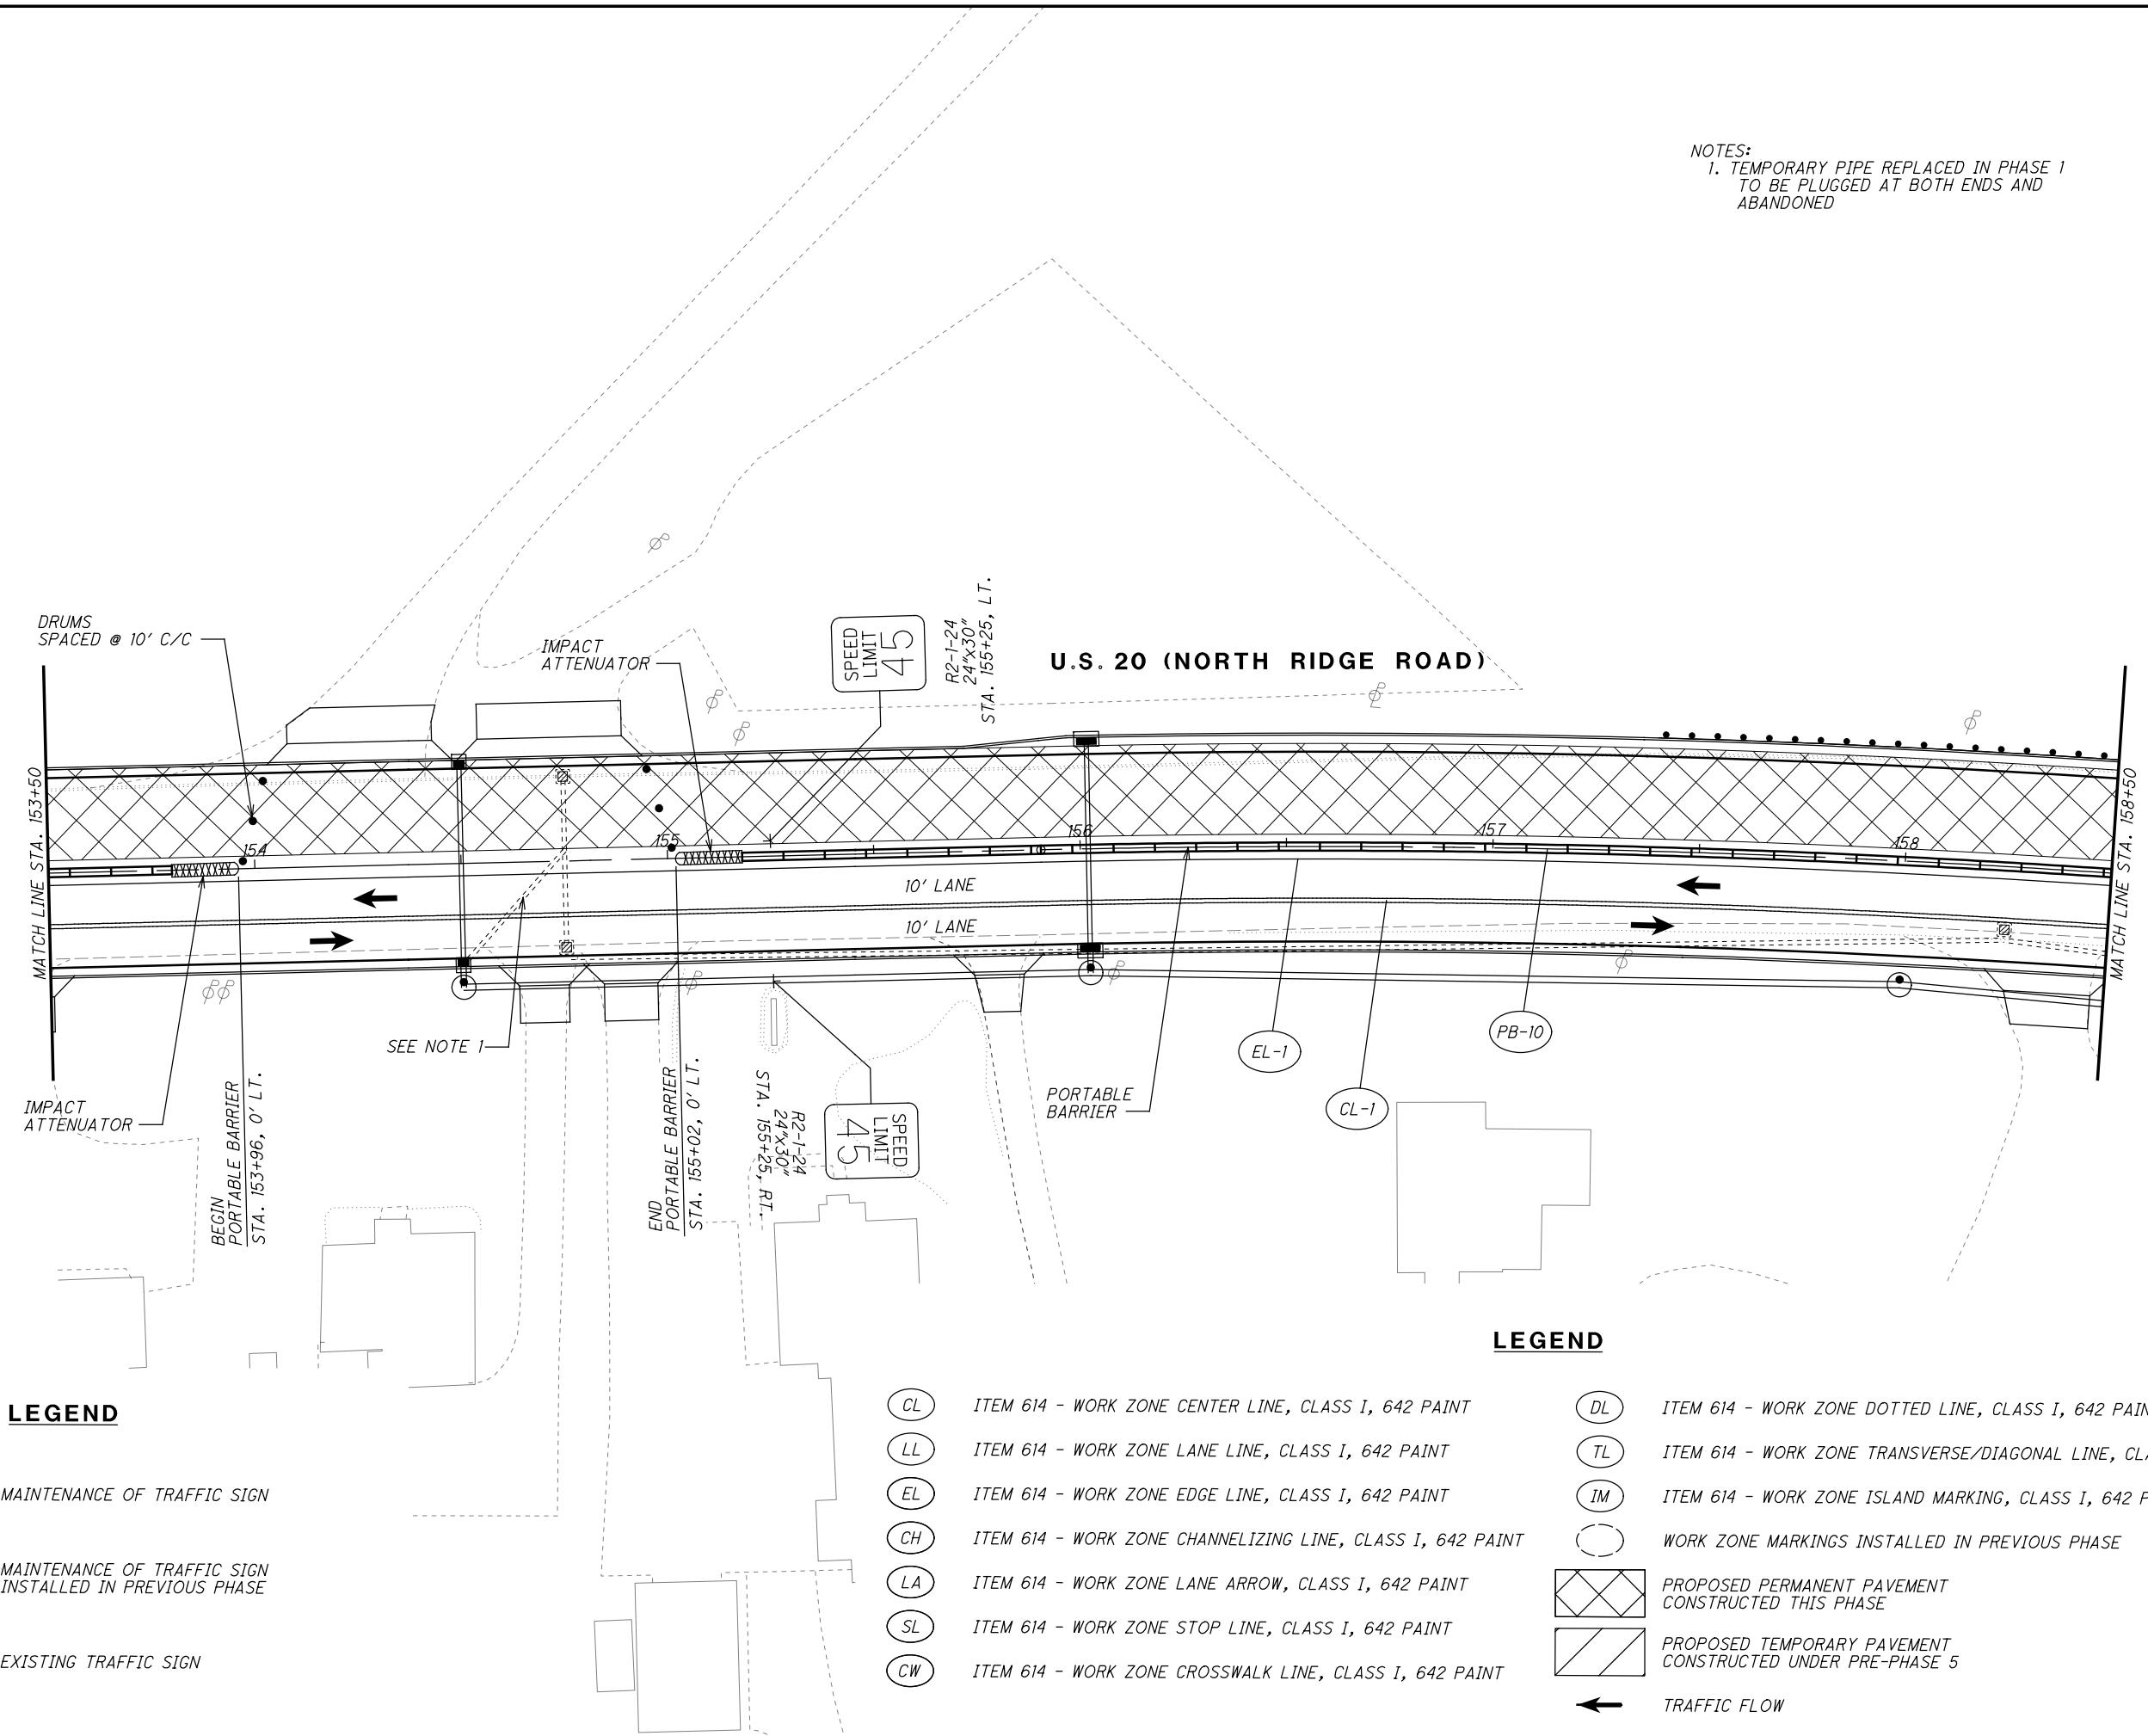 NOTES:
1. TEMPORARY PIPE REPLACED IN PHASE 1
TO BE PLUGGED AT BOTH ENDS AND
ABANDONED
DRUMS
SPACED @ 10' C/C
IMPACT
ATTENUATOR
SPEED
LIMIT
45
R2-1-24
24"x30"
STA. 155+25, LT.
U.S. 20 (NORTH RIDGE ROAD)
MATCH LINE STA. 153+50
MATCH LINE STA. 158+50
154
155
156
157
158
10' LANE
10' LANE
SEE NOTE 1
IMPACT
ATTENUATOR
BEGIN
PORTABLE BARRIER
STA. 153+96, 0' LT.
END
PORTABLE BARRIER
STA. 155+02, 0' LT.
R2-1-24
24"x30"
STA. 155+25, RT.
SPEED
LIMIT
45
PORTABLE
BARRIER
EL-1
CL-1
PB-10
LEGEND
MAINTENANCE OF TRAFFIC SIGN
MAINTENANCE OF TRAFFIC SIGN
INSTALLED IN PREVIOUS PHASE
EXISTING TRAFFIC SIGN
LEGEND
CL ITEM 614 - WORK ZONE CENTER LINE, CLASS I, 642 PAINT
LL ITEM 614 - WORK ZONE LANE LINE, CLASS I, 642 PAINT
EL ITEM 614 - WORK ZONE EDGE LINE, CLASS I, 642 PAINT
CH ITEM 614 - WORK ZONE CHANNELIZING LINE, CLASS I, 642 PAINT
LA ITEM 614 - WORK ZONE LANE ARROW, CLASS I, 642 PAINT
SL ITEM 614 - WORK ZONE STOP LINE, CLASS I, 642 PAINT
CW ITEM 614 - WORK ZONE CROSSWALK LINE, CLASS I, 642 PAINT
DL ITEM 614 - WORK ZONE DOTTED LINE, CLASS I, 642 PAIN
TL ITEM 614 - WORK ZONE TRANSVERSE/DIAGONAL LINE, CLA
IM ITEM 614 - WORK ZONE ISLAND MARKING, CLASS I, 642 P
WORK ZONE MARKINGS INSTALLED IN PREVIOUS PHASE
PROPOSED PERMANENT PAVEMENT
CONSTRUCTED THIS PHASE
PROPOSED TEMPORARY PAVEMENT
CONSTRUCTED UNDER PRE-PHASE 5
TRAFFIC FLOW